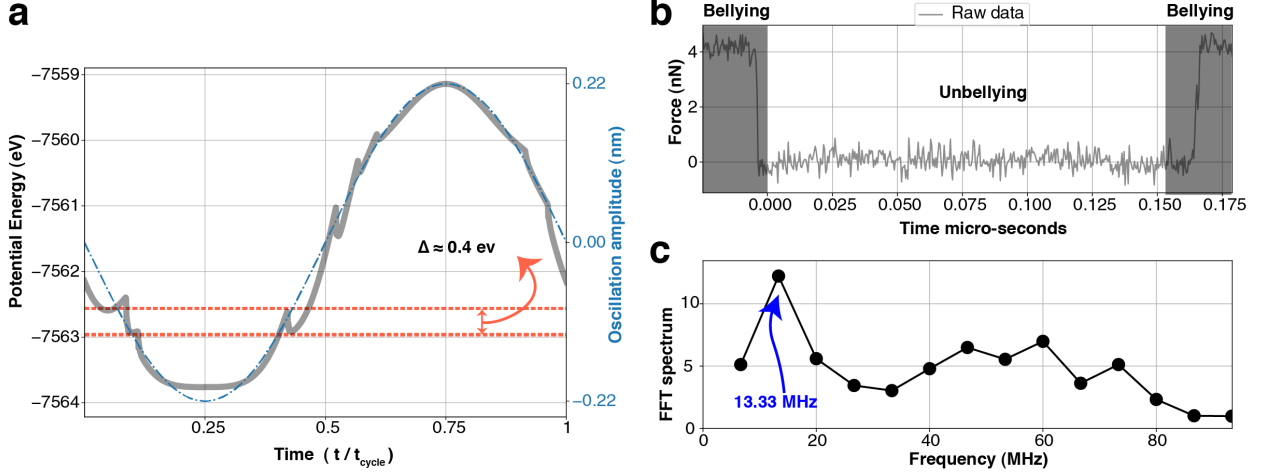 a
−7559
−7560
−7561
−7562
−7563
−7564
Potential Energy (eV)
0.22
0.00
−0.22
Oscillation amplitude (nm)
Δ ≈ 0.4 ev
0.25
0.5
0.75
1
Time ( t / tcycle)
b
Bellying
Raw data
Bellying
Unbellying
4
2
0
Force (nN)
0.000
0.025
0.050
0.075
0.100
0.125
0.150
0.175
Time micro-seconds
c
10
5
0
FFT spectrum
13.33 MHz
0
20
40
60
80
Frequency (MHz)